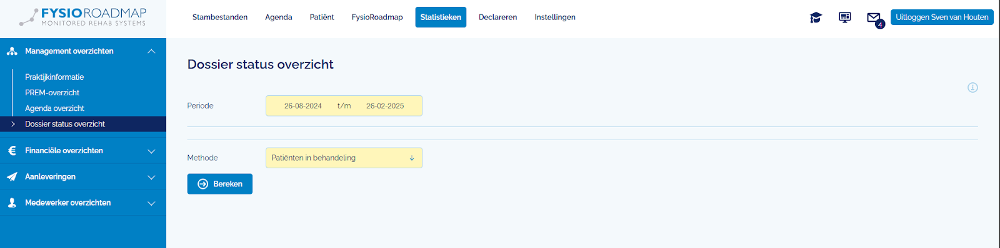 FYSIOROADMAP
MONITORED REHAB SYSTEMS
Stambestanden Agenda Patiënt FysioRoadmap Statistieken Declareren Instellingen
4
Uitloggen Sven van Houten
Management overzichten
Praktijkinformatie
PREM-overzicht
Agenda overzicht
Dossier status overzicht
Financiële overzichten
Aanleveringen
Medewerker overzichten
Dossier status overzicht
Periode 26-08-2024 t/m 26-02-2025
Methode Patiënten in behandeling
Bereken